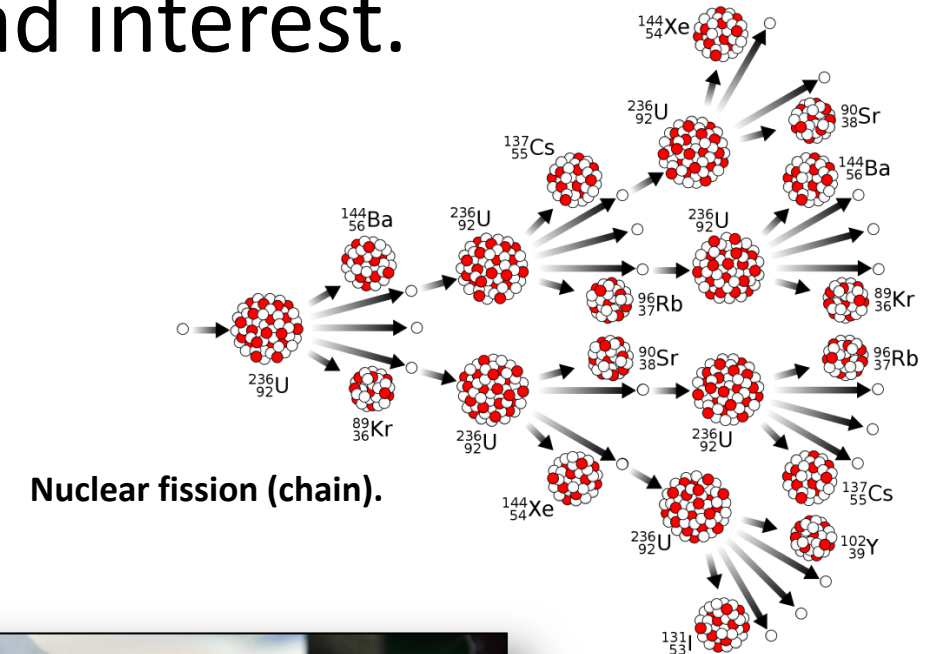 nd interest.
144
54Xe
236
92U
90
38Sr
137
55Cs
144
56Ba
144
56Ba
236
92U
236
92U
96
37Rb
89
36Kr
236
92U
90
38Sr
96
37Rb
89
36Kr
236
92U
236
92U
Nuclear fission (chain).
144
54Xe
137
55Cs
236
92U
102
39Y
131
53I